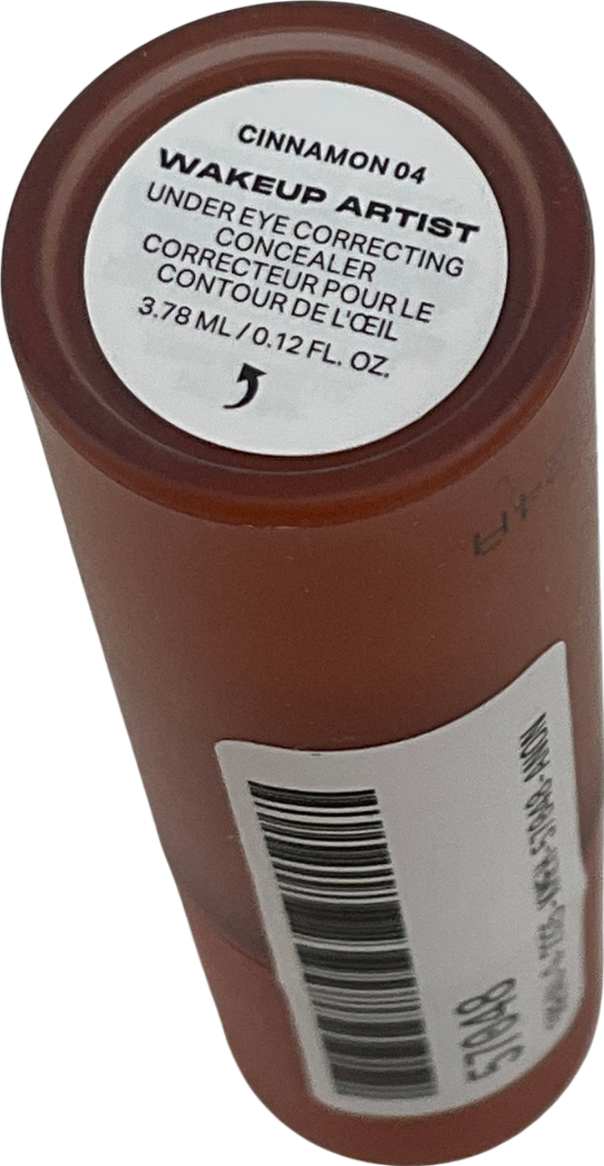 CINNAMON 04
WAKEUP ARTIST
UNDER EYE CORRECTING
CONCEALER
CORRECTEUR POUR LE
CONTOUR DE L'ŒIL
3.78 ML / 0.12 FL. OZ.
57848